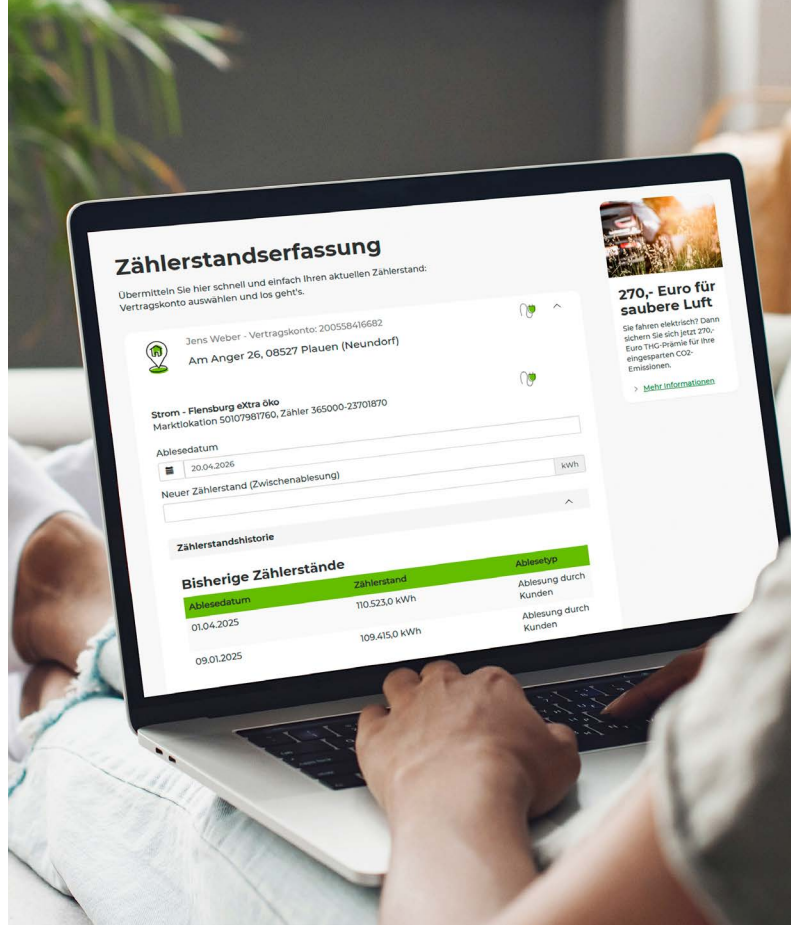 Zählerstandserfassung
Übermitteln Sie hier schnell und einfach Ihren aktuellen Zählerstand:
Vertragskonto auswählen und los geht's.
Jens Weber - Vertragskonto: 200558416682
Am Anger 26, 08527 Plauen (Neundorf)
Strom - Flensburg eXtra öko
Marktlokation 50107981760, Zähler 365000-23701870
Ablesedatum
20.04.2026
Neuer Zählerstand (Zwischenablesung)
kWh
Zählerstandshistorie
Bisherige Zählerstände
Ablesedatum Zählerstand Ablesetyp
01.04.2025 110.523,0 kWh Ablesung durch
Kunden
09.01.2025 109.415,0 kWh Ablesung durch
Kunden
270,- Euro für
saubere Luft
Sie fahren elektrisch? Dann
sichern Sie sich jetzt 270,-
Euro THG-Prämie für Ihre
eingesparten CO2-
Emissionen.
> Mehr Informationen